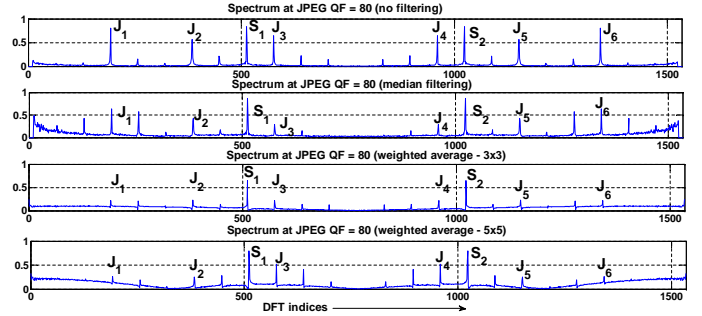 Spectrum at JPEG QF = 80 (no filtering)
J1 J2 S1 J3 J4 S2 J5 J6
1
0.5
0
0 500 1000 1500
Spectrum at JPEG QF = 80 (median filtering)
J1 J2 S1 J3 J4 S2 J5 J6
1
0.5
0
0 500 1000 1500
Spectrum at JPEG QF = 80 (weighted average - 3x3)
J1 J2 S1 J3 J4 S2 J5 J6
1
0.5
0
0 500 1000 1500
Spectrum at JPEG QF = 80 (weighted average - 5x5)
J1 J2 S1 J3 J4 S2 J5 J6
1
0.5
0
0 500 1000 1500
DFT indices